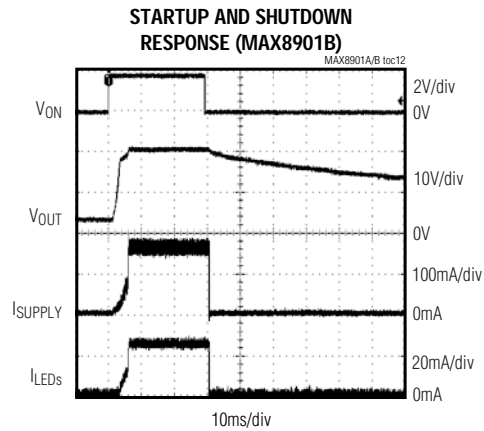 STARTUP AND SHUTDOWN
RESPONSE (MAX8901B)
MAX8901A/B toc12
VON
2V/div
0V
VOUT
10V/div
0V
ISUPPLY
100mA/div
0mA
ILEDs
20mA/div
0mA
10ms/div